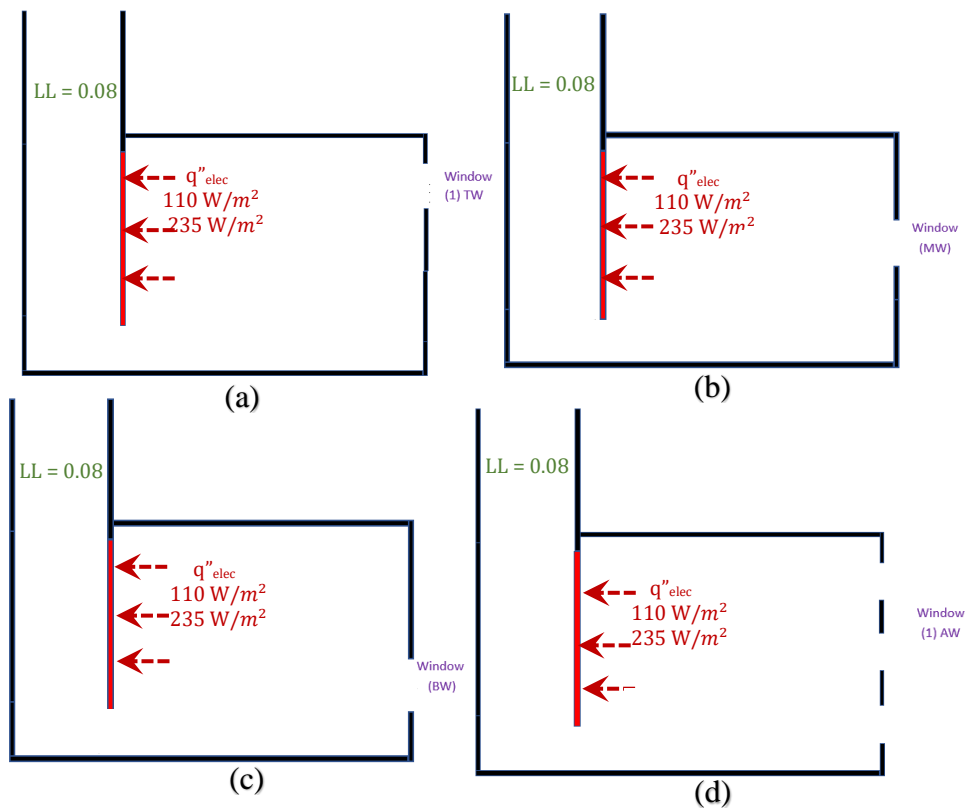 LL = 0.08
q”elec
110 W/m²
235 W/m²
Window
(1) TW
(a)
LL = 0.08
q”elec
110 W/m²
235 W/m²
Window
(MW)
(b)
LL = 0.08
q”elec
110 W/m²
235 W/m²
Window
(BW)
(c)
LL = 0.08
q”elec
110 W/m²
235 W/m²
Window
(1) AW
(d)